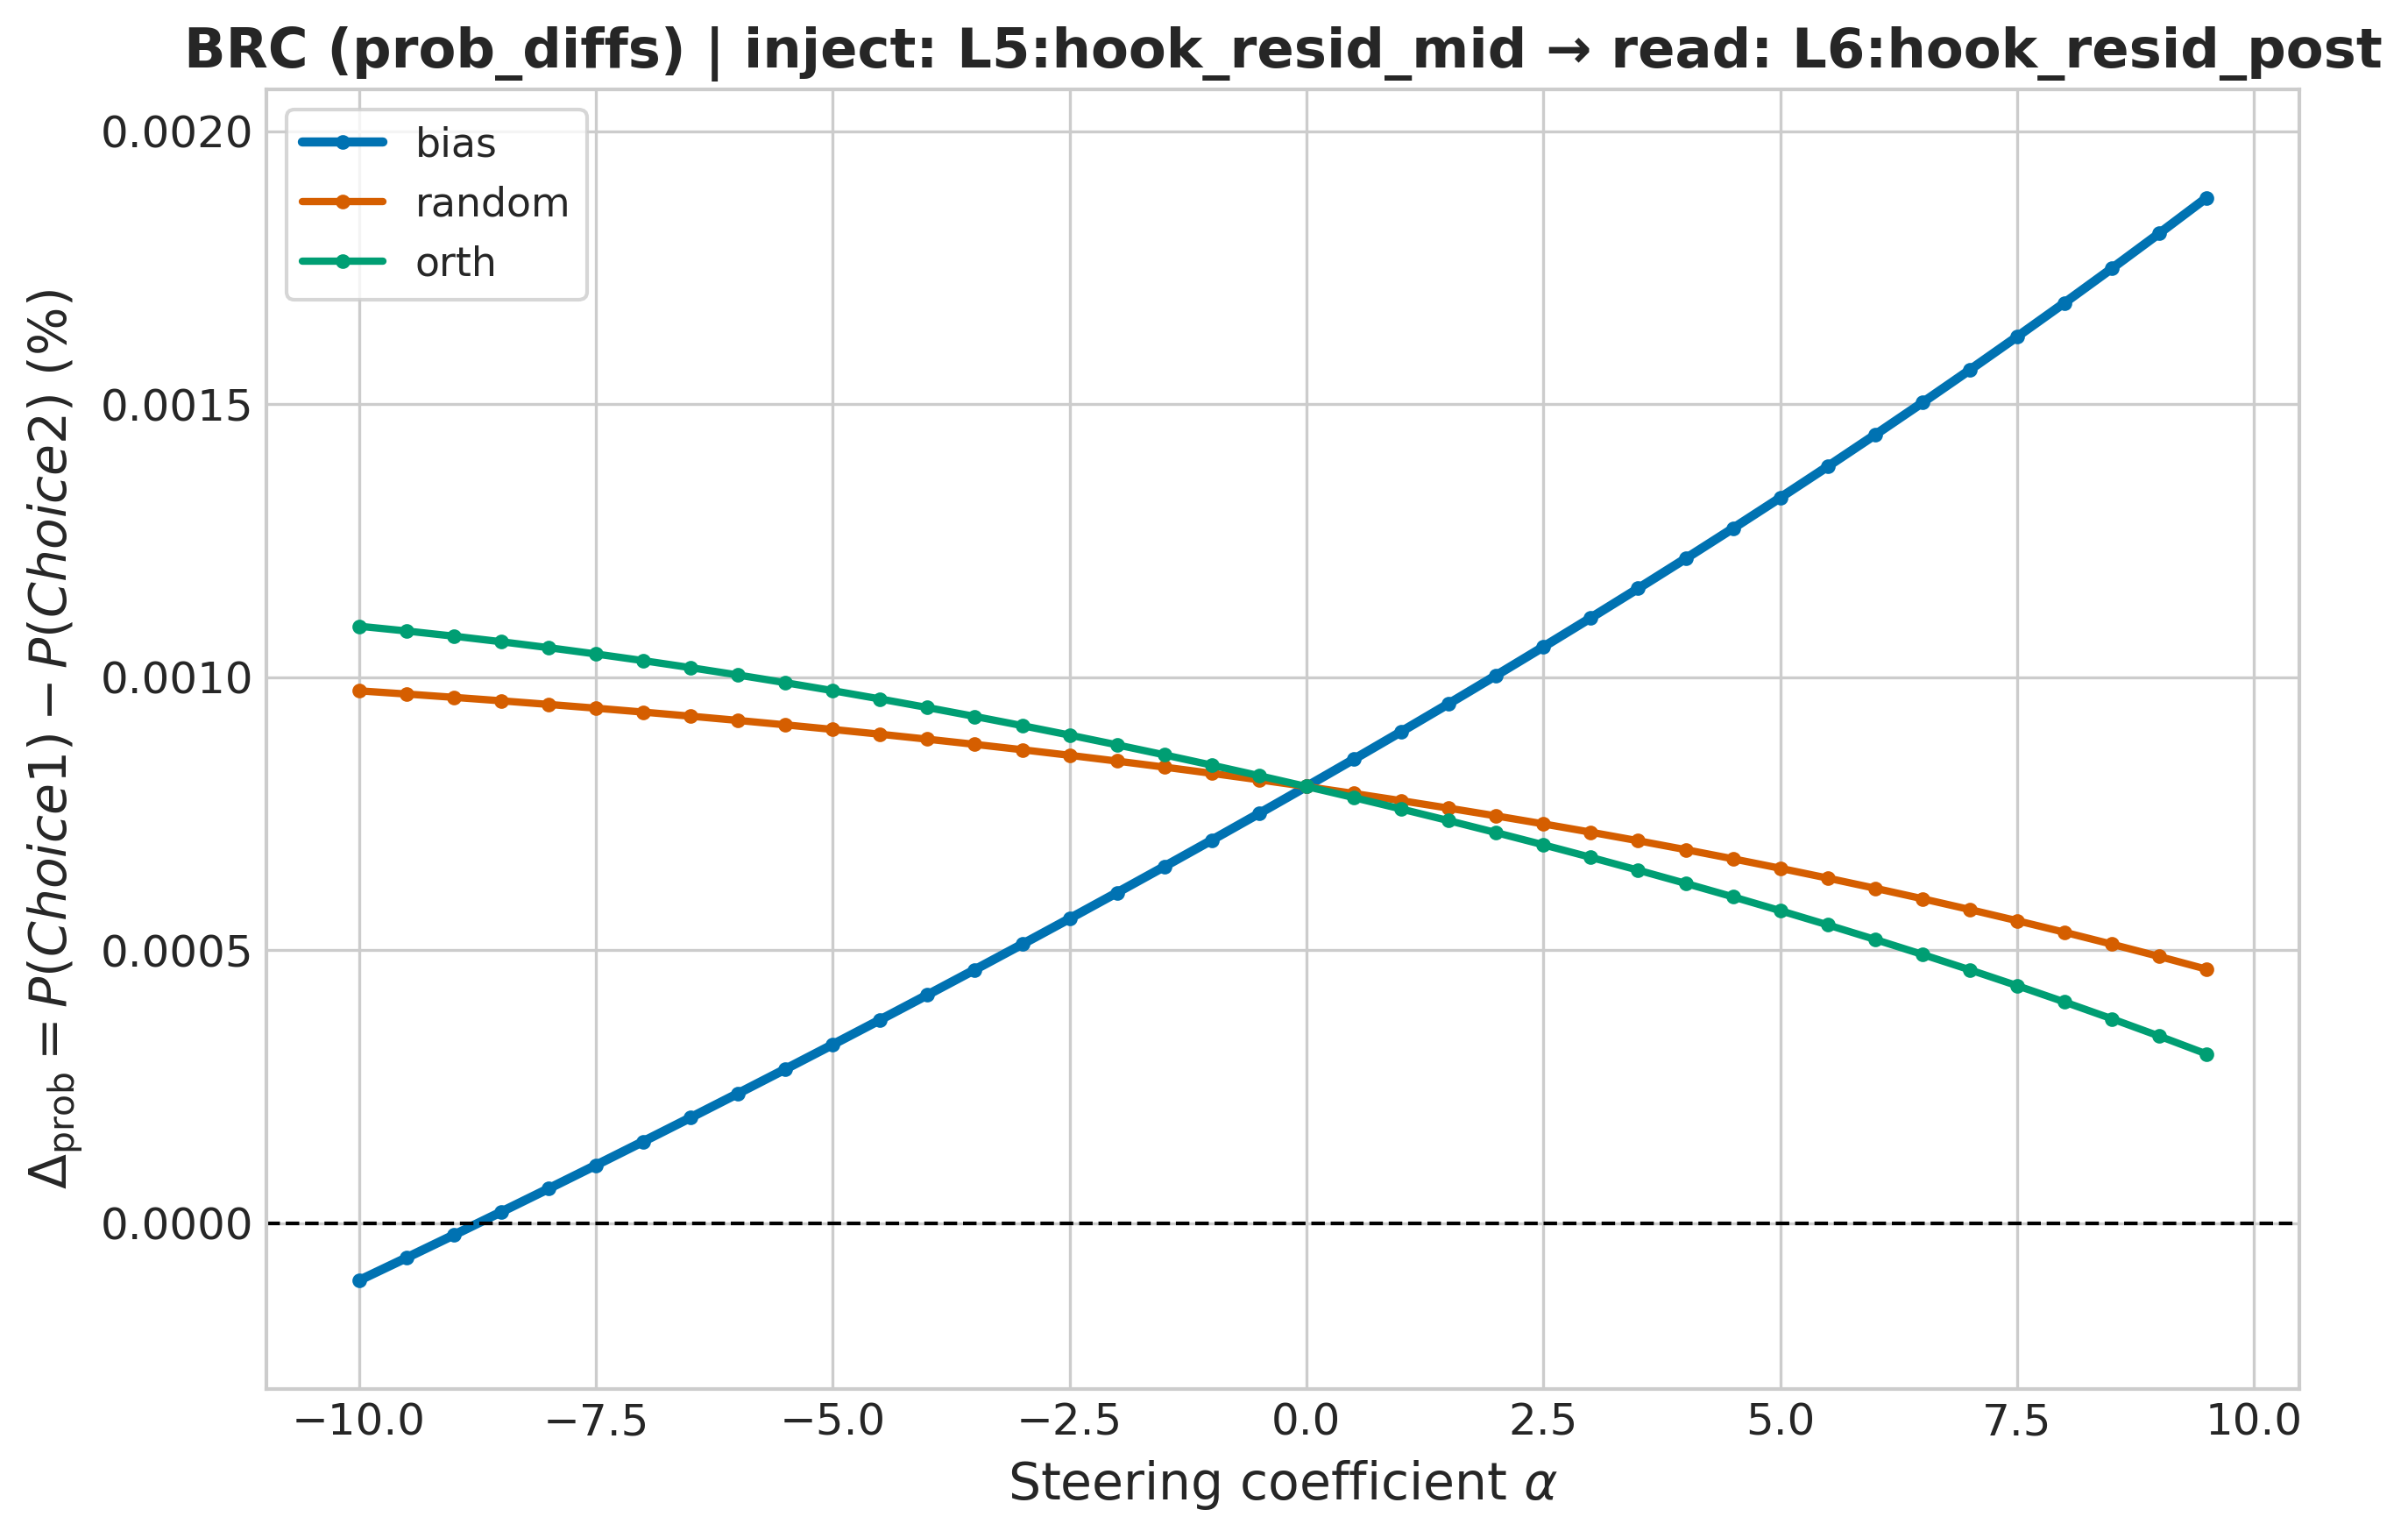 BRC (prob_diffs) | inject: L5:hook_resid_mid → read: L6:hook_resid_post
bias
random
orth
0.0020
0.0015
0.0010
0.0005
0.0000
Δprob = P(Choice1) − P(Choice2) (%)
−10.0 −7.5 −5.0 −2.5 0.0 2.5 5.0 7.5 10.0
Steering coefficient α